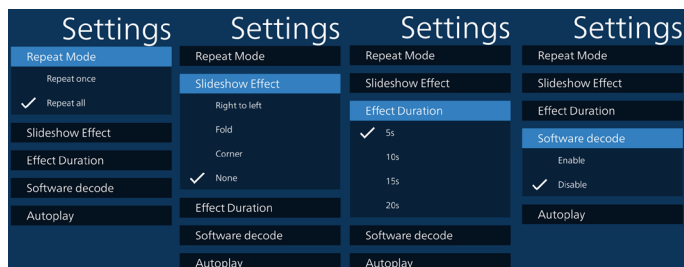 Settings
Repeat Mode
Repeat once
Repeat all
Slideshow Effect
Effect Duration
Software decode
Autoplay
Settings
Repeat Mode
Slideshow Effect
Right to left
Fold
Corner
None
Effect Duration
Software decode
Autoplay
Settings
Repeat Mode
Slideshow Effect
Effect Duration
5s
10s
15s
20s
Software decode
Autoplay
Settings
Repeat Mode
Slideshow Effect
Effect Duration
Software decode
Enable
Disable
Autoplay